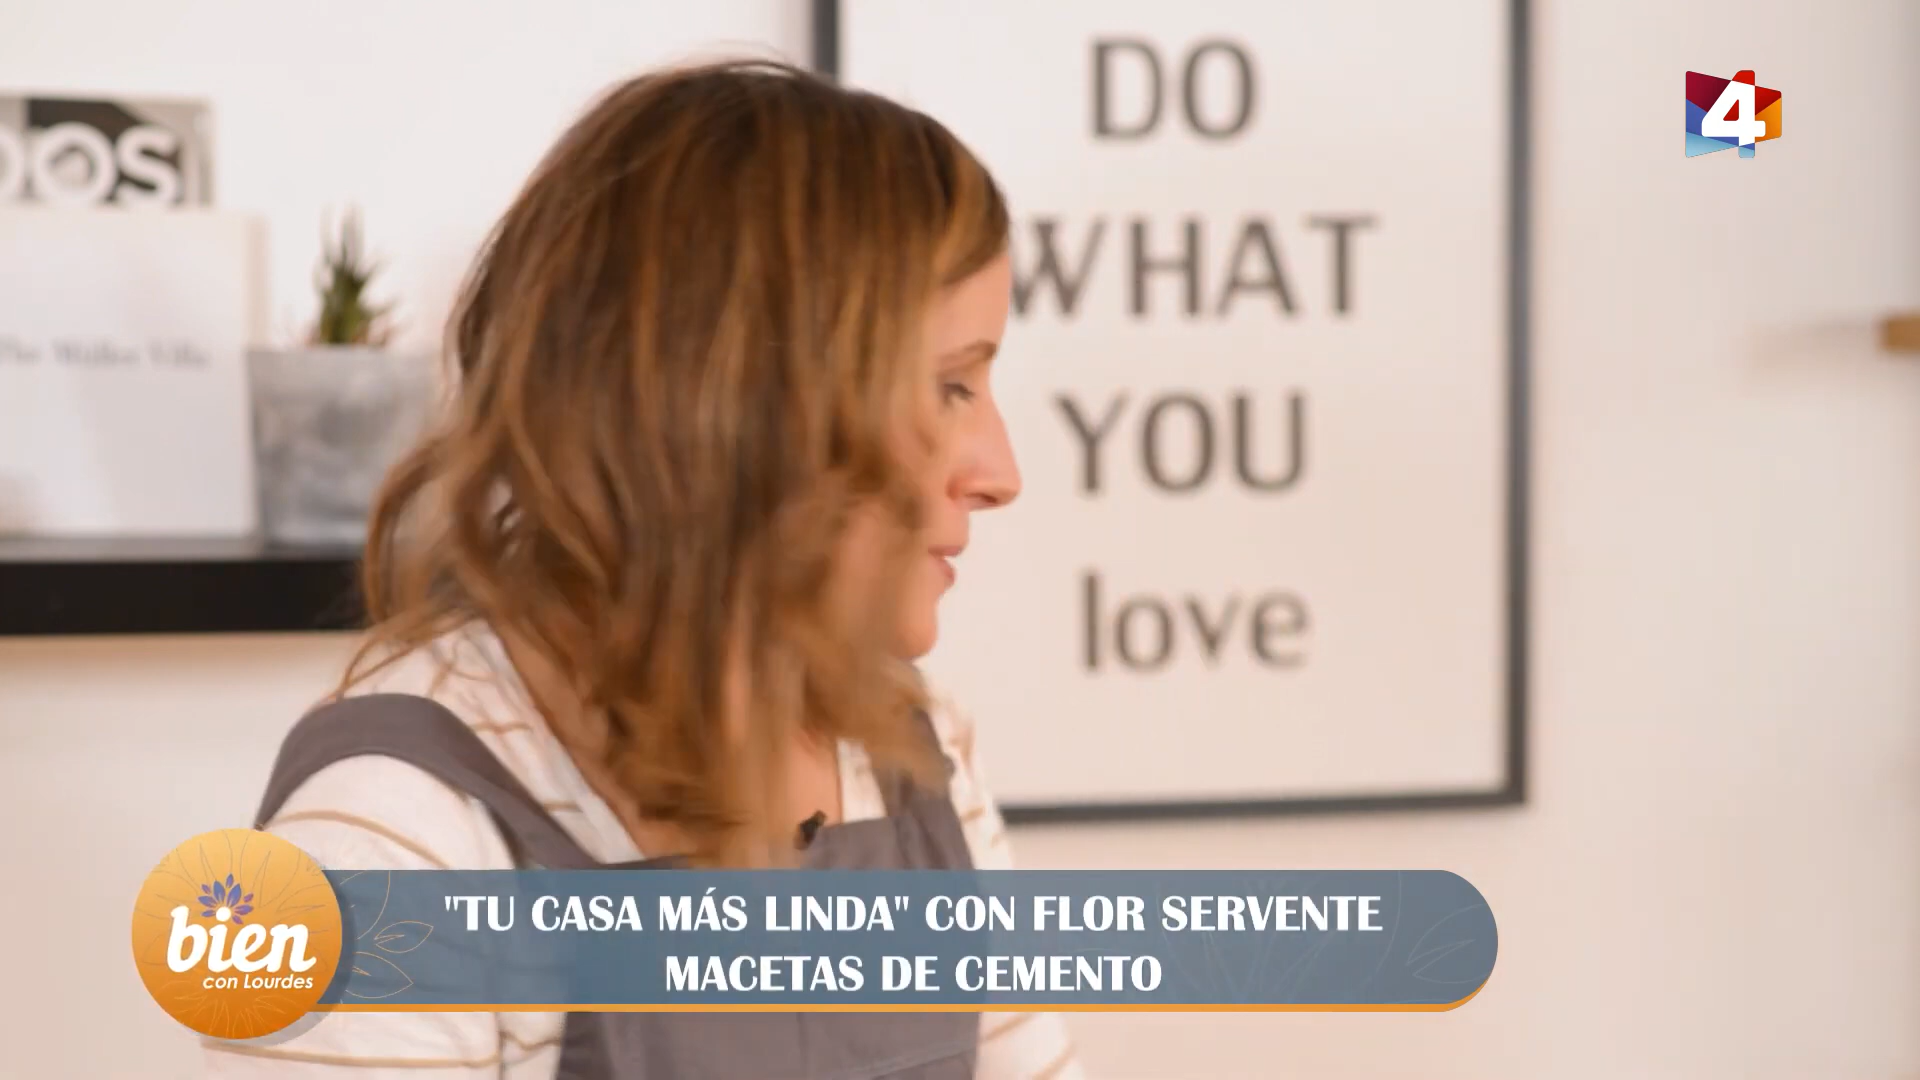 DO
WHAT
YOU
love
4
"TU CASA MÁS LINDA" CON FLOR SERVENTE
MACETAS DE CEMENTO
bien
con Lourdes